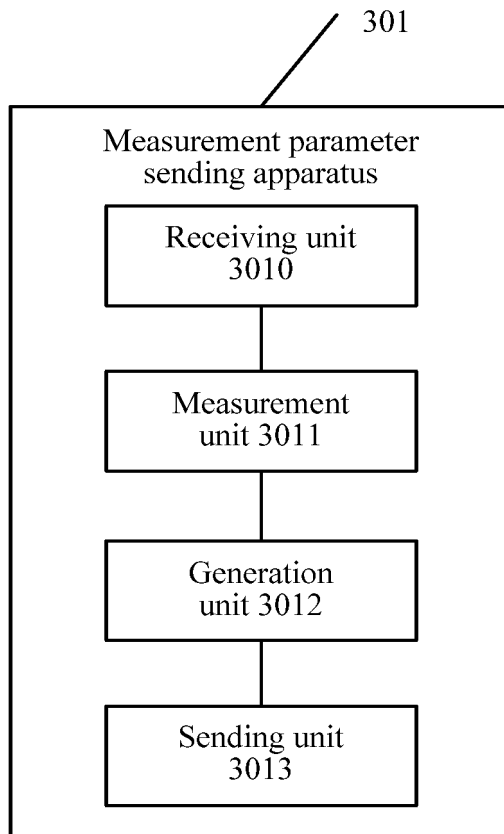 301
Measurement parameter
sending apparatus
Receiving unit
3010
Measurement
unit 3011
Generation
unit 3012
Sending unit
3013